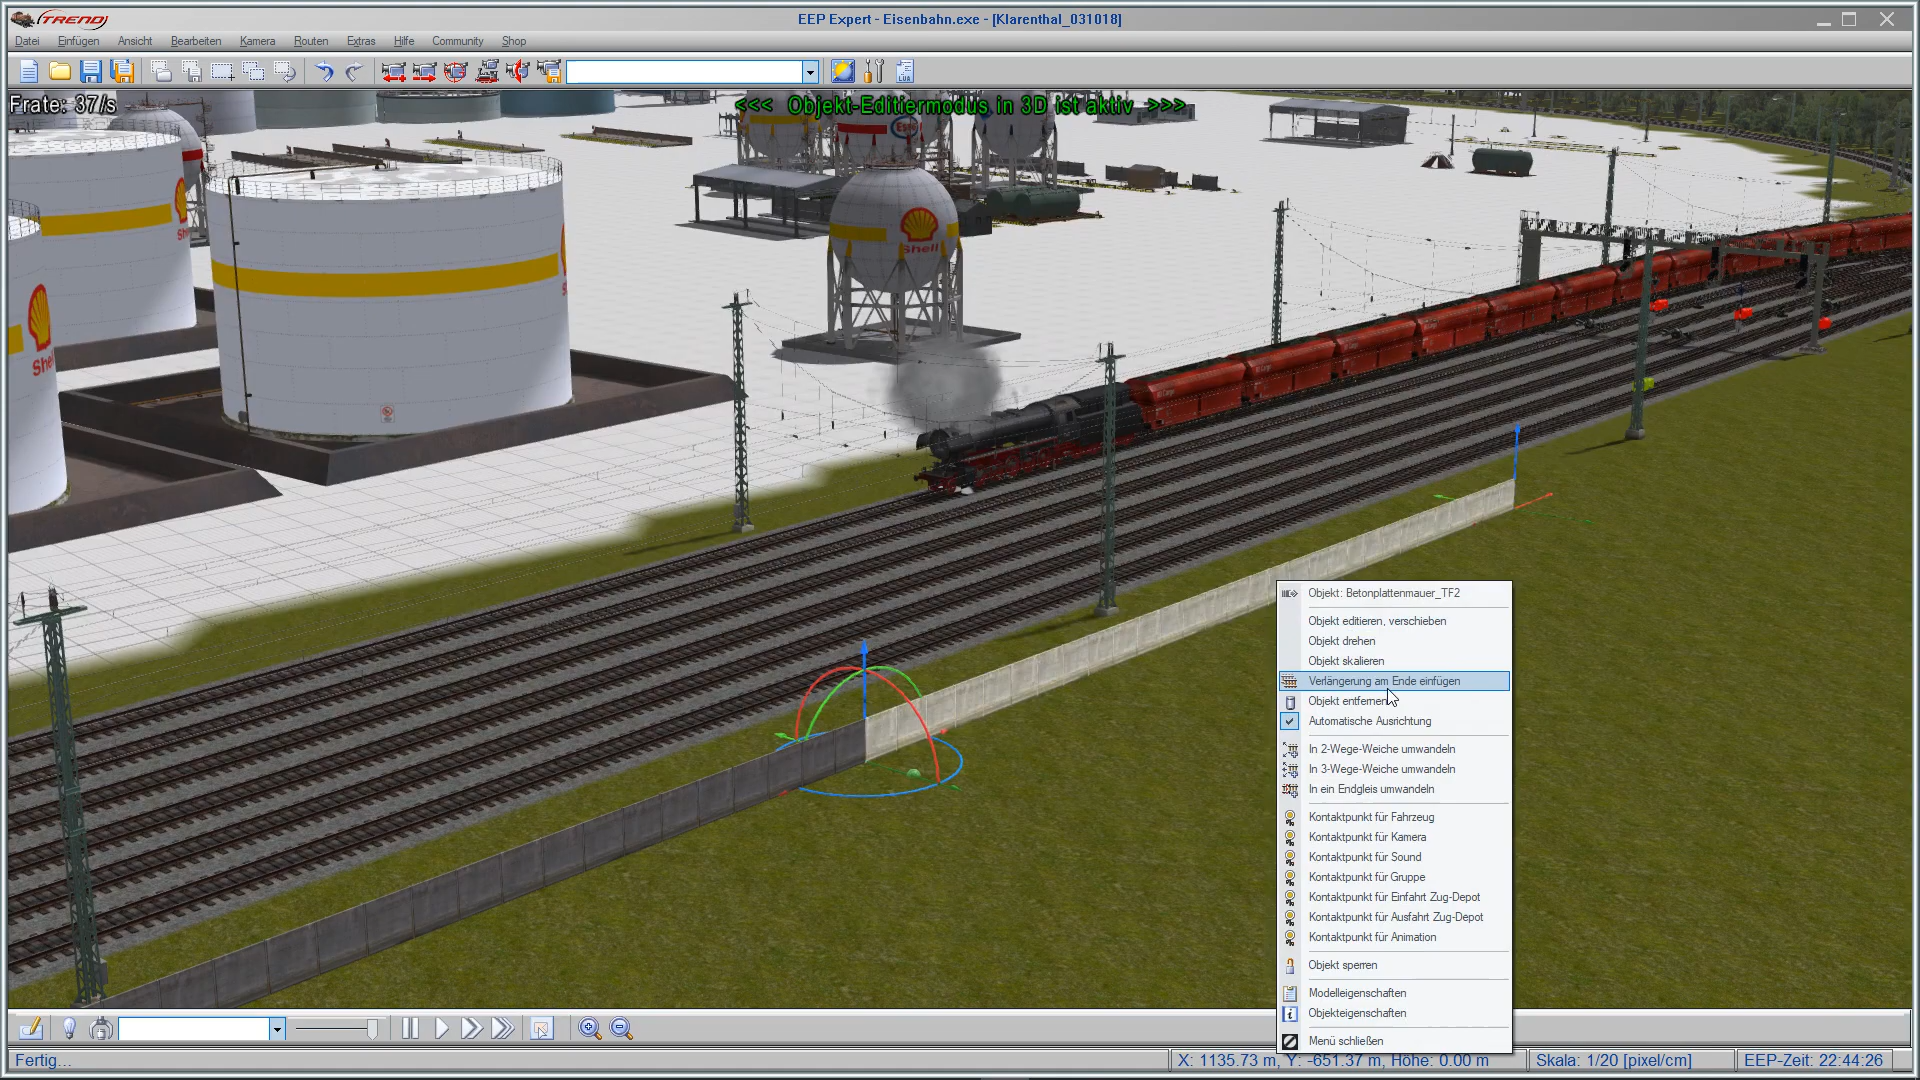 TREND
EEP Expert - Eisenbahn.exe - [Klarenthal_031018]
Datei Einfügen Ansicht Bearbeiten Kamera Routen Extras Hilfe Community Shop
LUA
Frate: 37/s
<<< Objekt-Editiermodus in 3D ist aktiv >>>
Esso
Shell
Shell
Objekt: Betonplattenmauer_TF2
Objekt editieren, verschieben
Objekt drehen
Objekt skalieren
Verlängerung am Ende einfügen
Objekt entfernen
Automatische Ausrichtung
In 2-Wege-Weiche umwandeln
In 3-Wege-Weiche umwandeln
In ein Endgleis umwandeln
Kontaktpunkt für Fahrzeug
Kontaktpunkt für Kamera
Kontaktpunkt für Sound
Kontaktpunkt für Gruppe
Kontaktpunkt für Einfahrt Zug-Depot
Kontaktpunkt für Ausfahrt Zug-Depot
Kontaktpunkt für Animation
Objekt sperren
Modelleigenschaften
Objekteigenschaften
Menü schließen
Fertig...
X: 1135.73 m, Y: -651.37 m, Höhe: 0.00 m
Skala: 1/20 [pixel/cm]
EEP-Zeit: 22:44:26